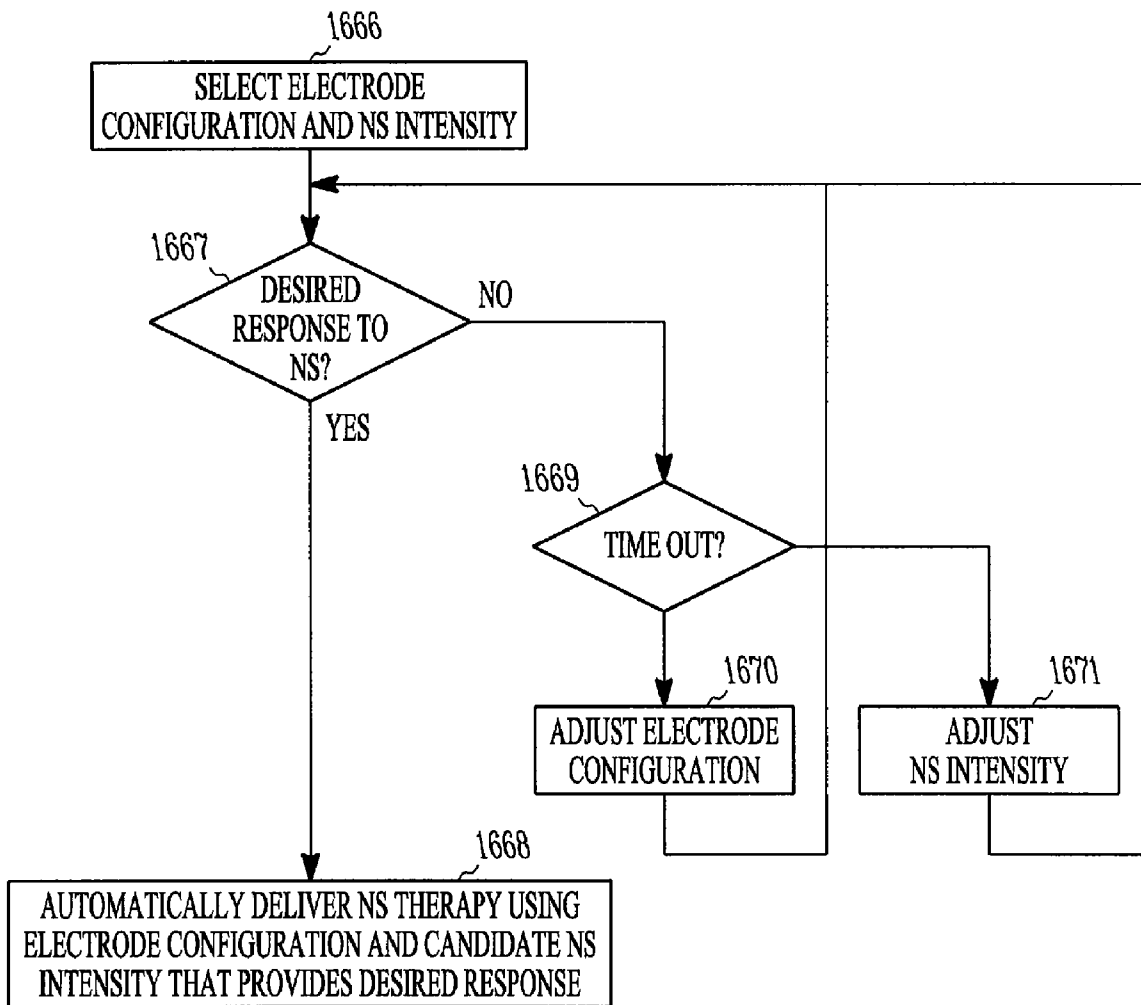 1666
SELECT ELECTRODE
CONFIGURATION AND NS INTENSITY
1667
DESIRED
RESPONSE TO
NS?
NO
YES
1669
TIME OUT?
1670
ADJUST ELECTRODE
CONFIGURATION
1671
ADJUST
NS INTENSITY
1668
AUTOMATICALLY DELIVER NS THERAPY USING
ELECTRODE CONFIGURATION AND CANDIDATE NS
INTENSITY THAT PROVIDES DESIRED RESPONSE